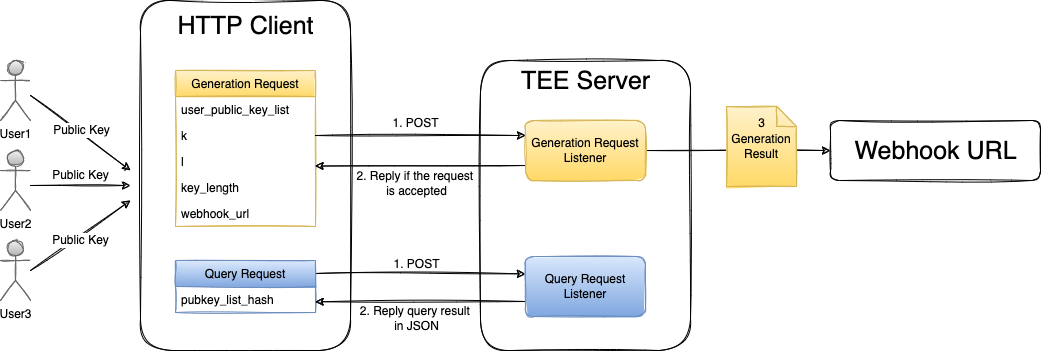 HTTP Client
TEE Server
Generation Request
user_public_key_list
k
l
key_length
webhook_url
Query Request
pubkey_list_hash
User1
Public Key
User2
Public Key
User3
Public Key
1. POST
2. Reply if the request
is accepted
1. POST
2. Reply query result
in JSON
Generation Request
Listener
Query Request
Listener
3
Generation
Result
Webhook URL